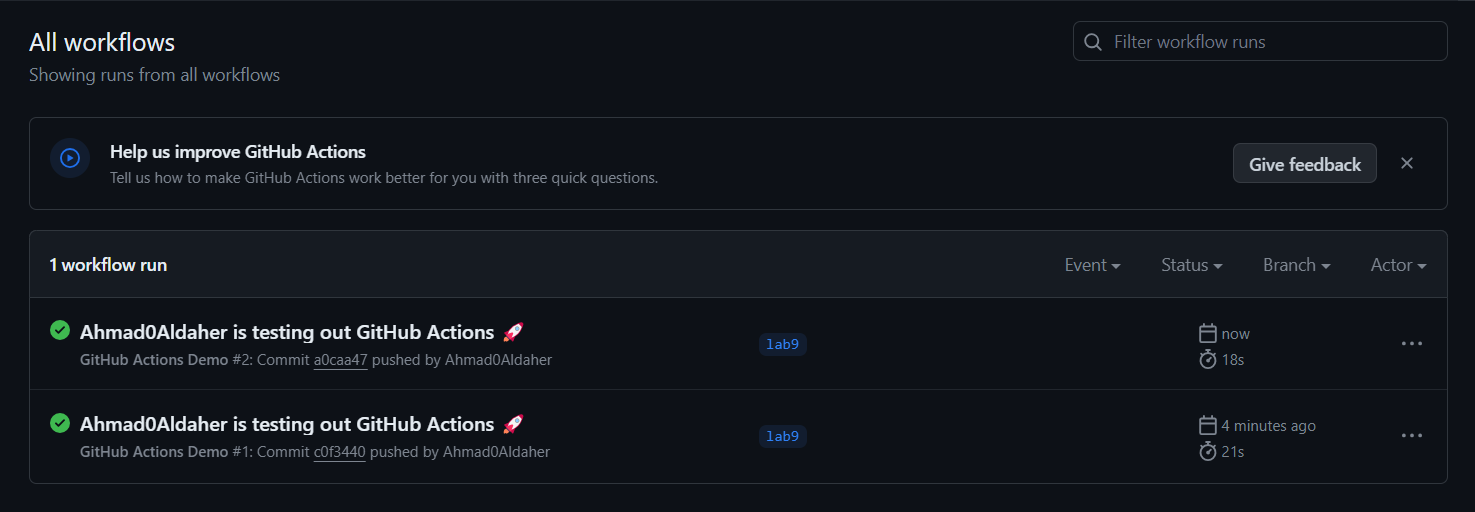 All workflows
Filter workflow runs
Showing runs from all workflows
Help us improve GitHub Actions
Tell us how to make GitHub Actions work better for you with three quick questions.
Give feedback
1 workflow run
Event Status Branch Actor
Ahmad0Aldaher is testing out GitHub Actions 🚀
GitHub Actions Demo #2: Commit a0caa47 pushed by Ahmad0Aldaher
lab9
now
18s
Ahmad0Aldaher is testing out GitHub Actions 🚀
GitHub Actions Demo #1: Commit c0f3440 pushed by Ahmad0Aldaher
lab9
4 minutes ago
21s